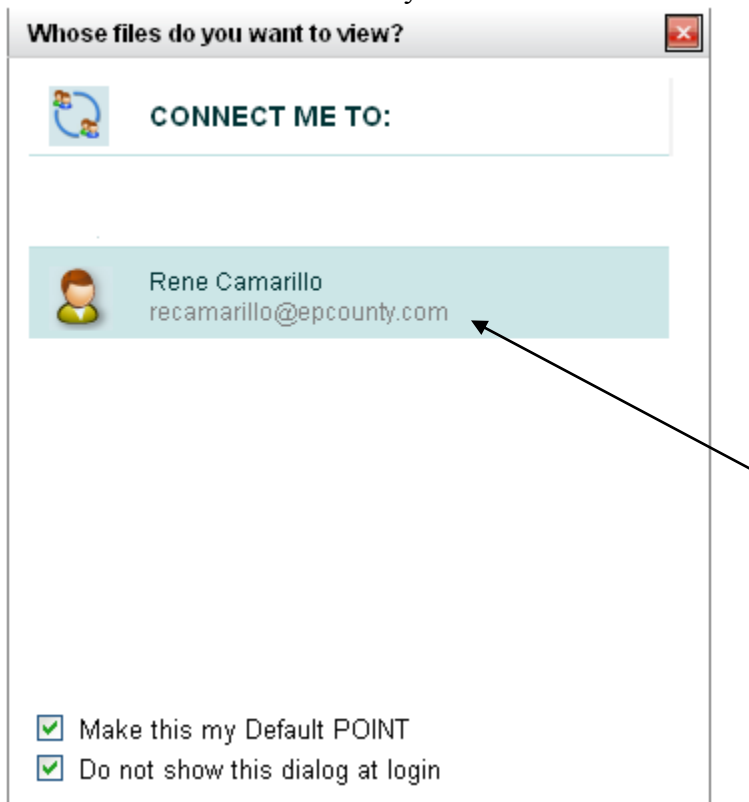 Whose files do you want to view?
CONNECT ME TO:
Rene Camarillo
recamarillo@epcounty.com
Make this my Default POINT
Do not show this dialog at login